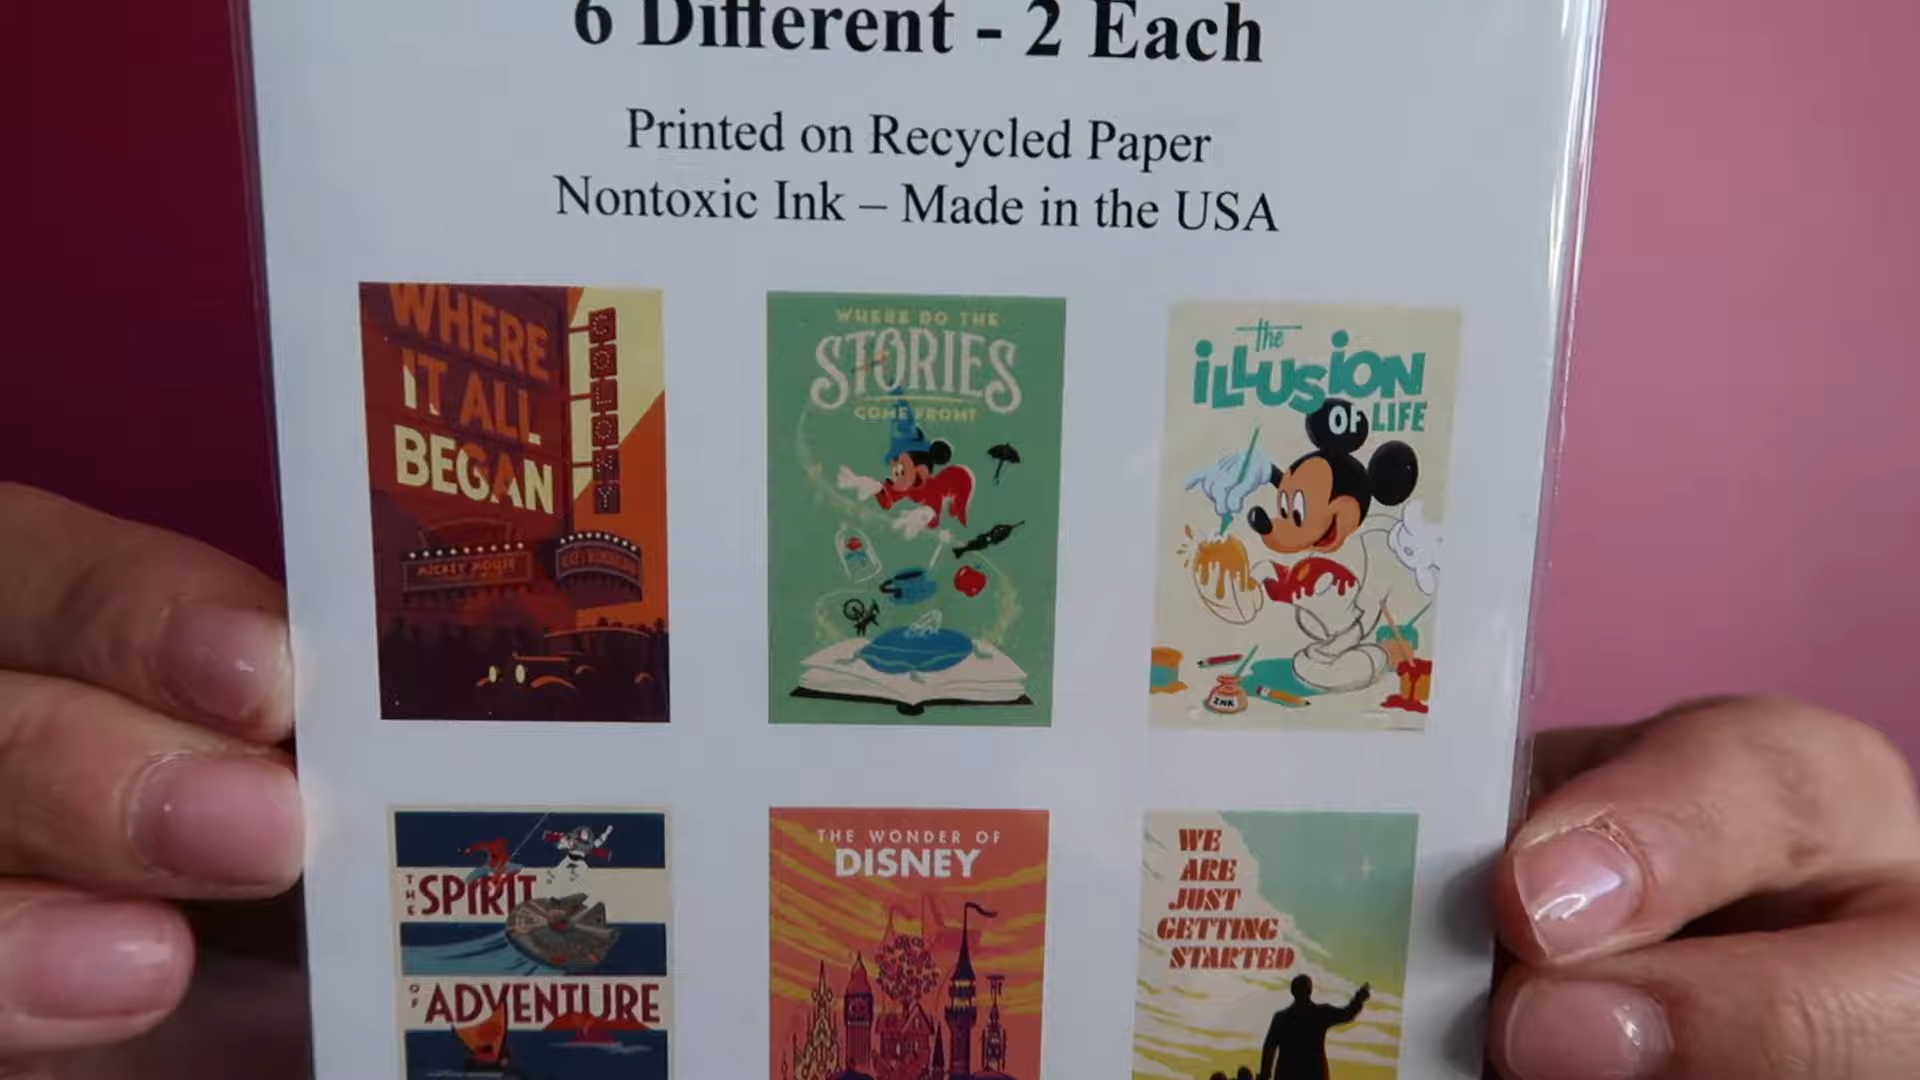 6 Different - 2 Each
Printed on Recycled Paper
Nontoxic Ink – Made in the USA
WHERE
IT ALL
BEGAN
COLONY
MICKEY MOUSE
WHERE DO THE
STORIES
COME FROM?
the
ILLUSION
OF LIFE
INK
THE
SPIRIT
OF
ADVENTURE
THE WONDER OF
DISNEY
WE
ARE
JUST
GETTING
STARTED